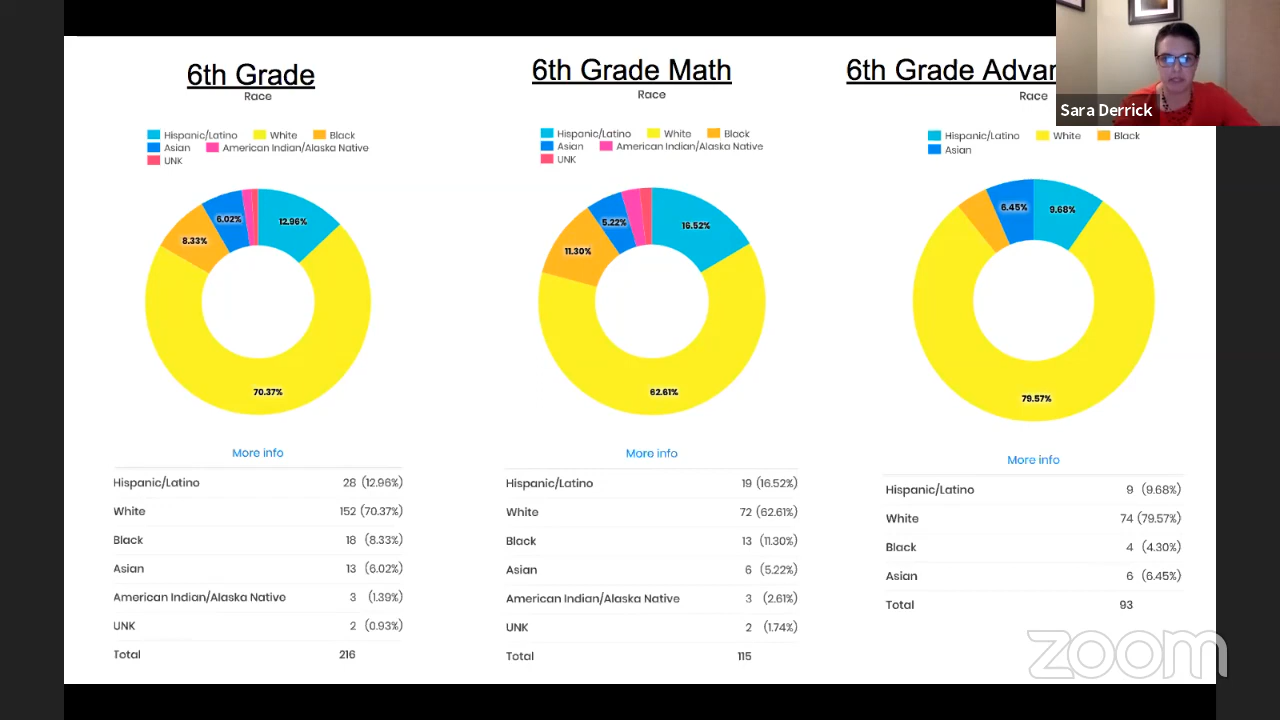 6th Grade
Race
Hispanic/Latino White Black
Asian American Indian/Alaska Native
UNK
12.96%
6.02%
8.33%
70.37%
More info
Hispanic/Latino 28 (12.96%)
White 152 (70.37%)
Black 18 (8.33%)
Asian 13 (6.02%)
American Indian/Alaska Native 3 (1.39%)
UNK 2 (0.93%)
Total 216
6th Grade Math
Race
Hispanic/Latino White Black
Asian American Indian/Alaska Native
UNK
16.52%
5.22%
11.30%
62.61%
More info
Hispanic/Latino 19 (16.52%)
White 72 (62.61%)
Black 13 (11.30%)
Asian 6 (5.22%)
American Indian/Alaska Native 3 (2.61%)
UNK 2 (1.74%)
Total 115
6th Grade
Race
Hispanic/Latino White Black
Asian
6.45%
9.68%
79.57%
More info
Hispanic/Latino 9 (9.68%)
White 74 (79.57%)
Black 4 (4.30%)
Asian 6 (6.45%)
Total 93
Sara Derrick
zoom